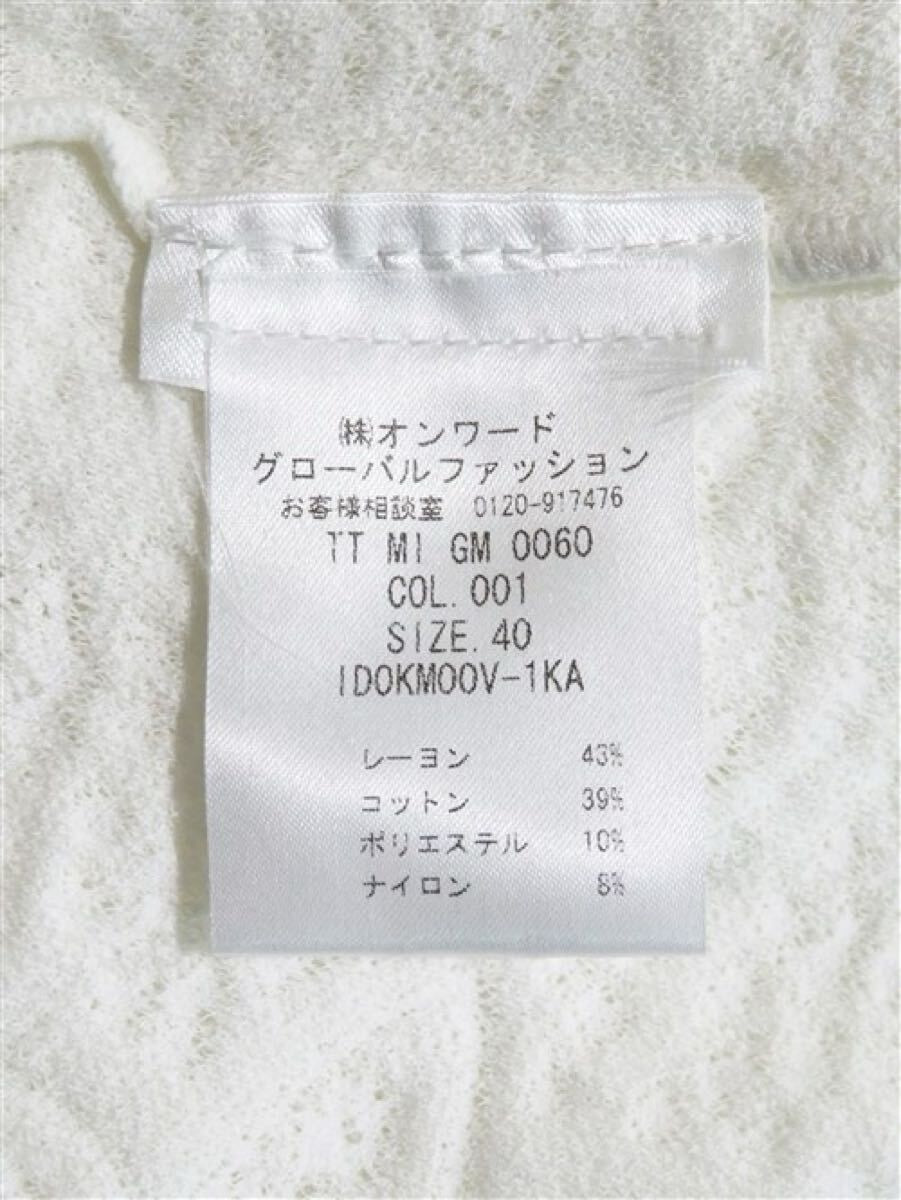 ㈱オンワード
グローバルファッション
お客様相談室 0120-917476
TT MI GM 0060
COL.001
SIZE.40
IDOKMOOV-1KA
レーヨン 43%
コットン 39%
ポリエステル 10%
ナイロン 8%